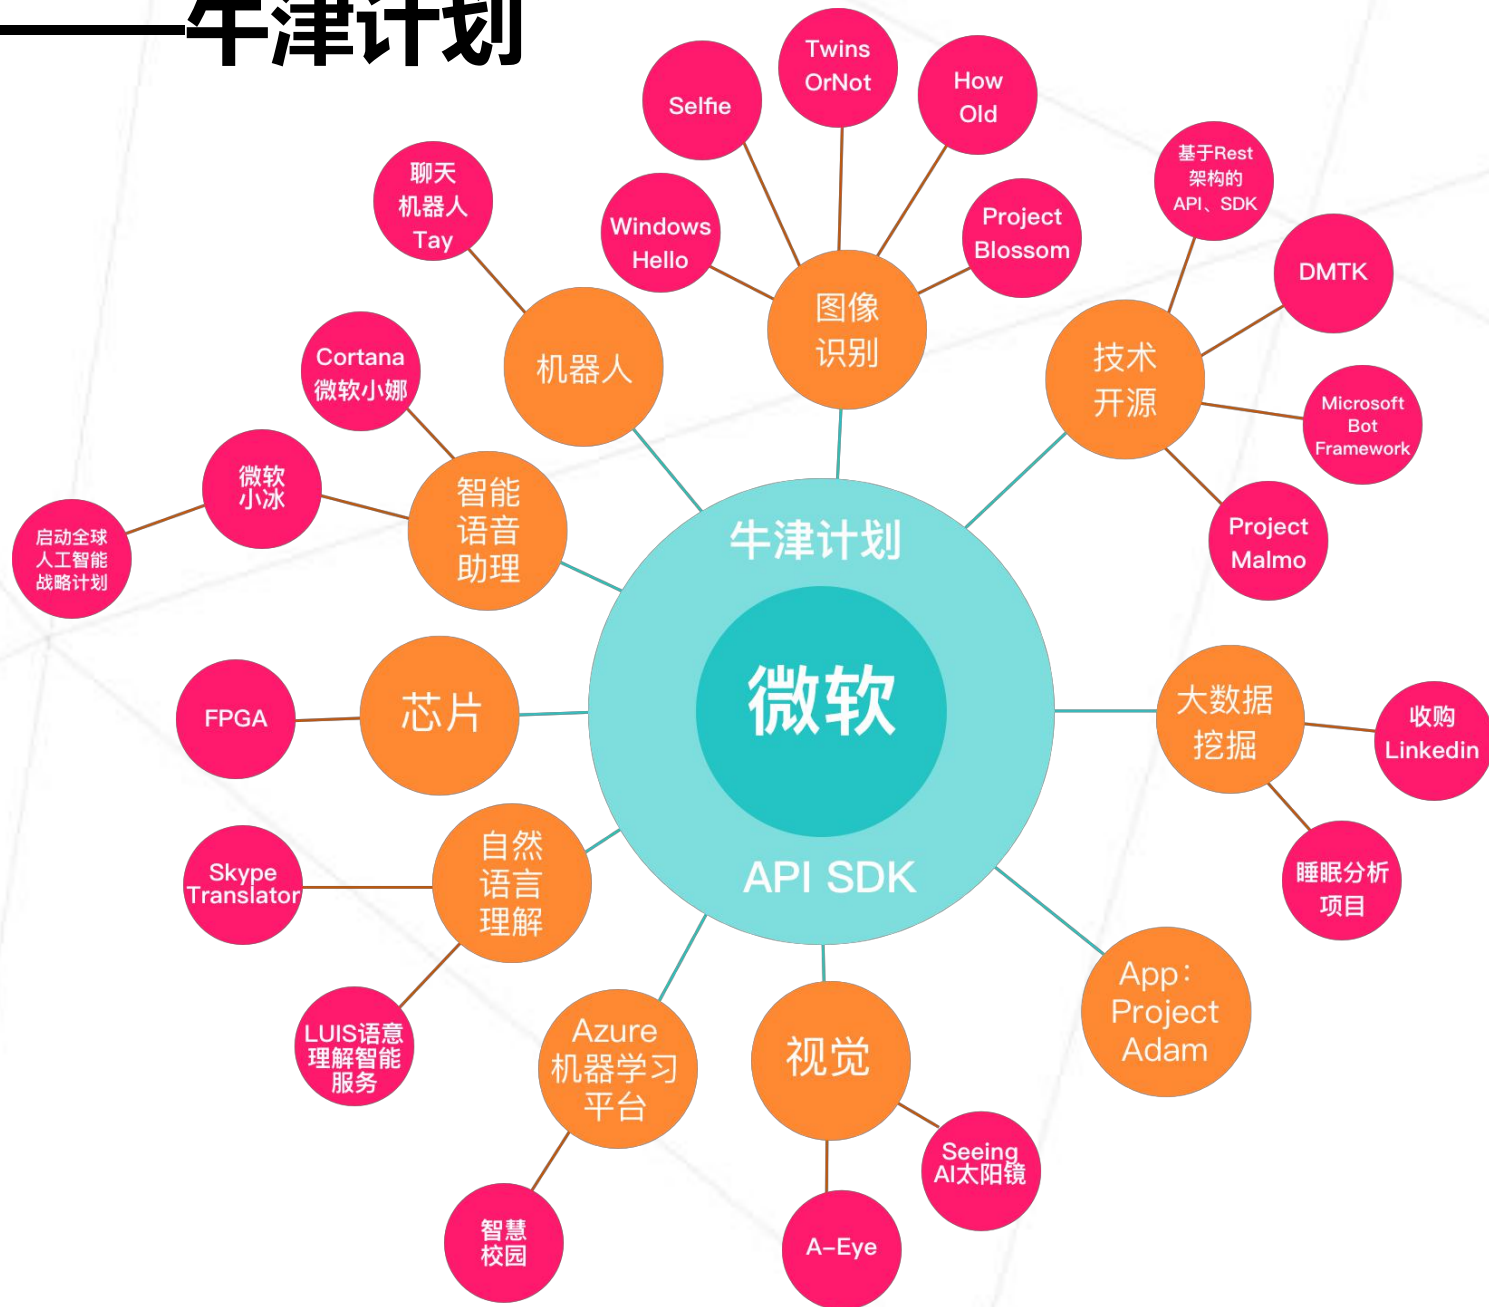 ——牛津计划
Twins
OrNot
How
Old
Selfie
Windows
Hello
Project
Blossom
图像
识别
基于Rest
架构的
API、SDK
DMTK
Microsoft
Bot
Framework
Project
Malmo
技术
开源
聊天
机器人
Tay
机器人
Cortana
微软小娜
微软
小冰
启动全球
人工智能
战略计划
智能
语音
助理
牛津计划
微软
API SDK
FPGA
芯片
大数据
挖掘
收购
Linkedin
睡眠分析
项目
Skype
Translator
自然
语言
理解
LUIS语意
理解智能
服务
App：
Project
Adam
Azure
机器学习
平台
智慧
校园
视觉
Seeing
AI太阳镜
A-Eye